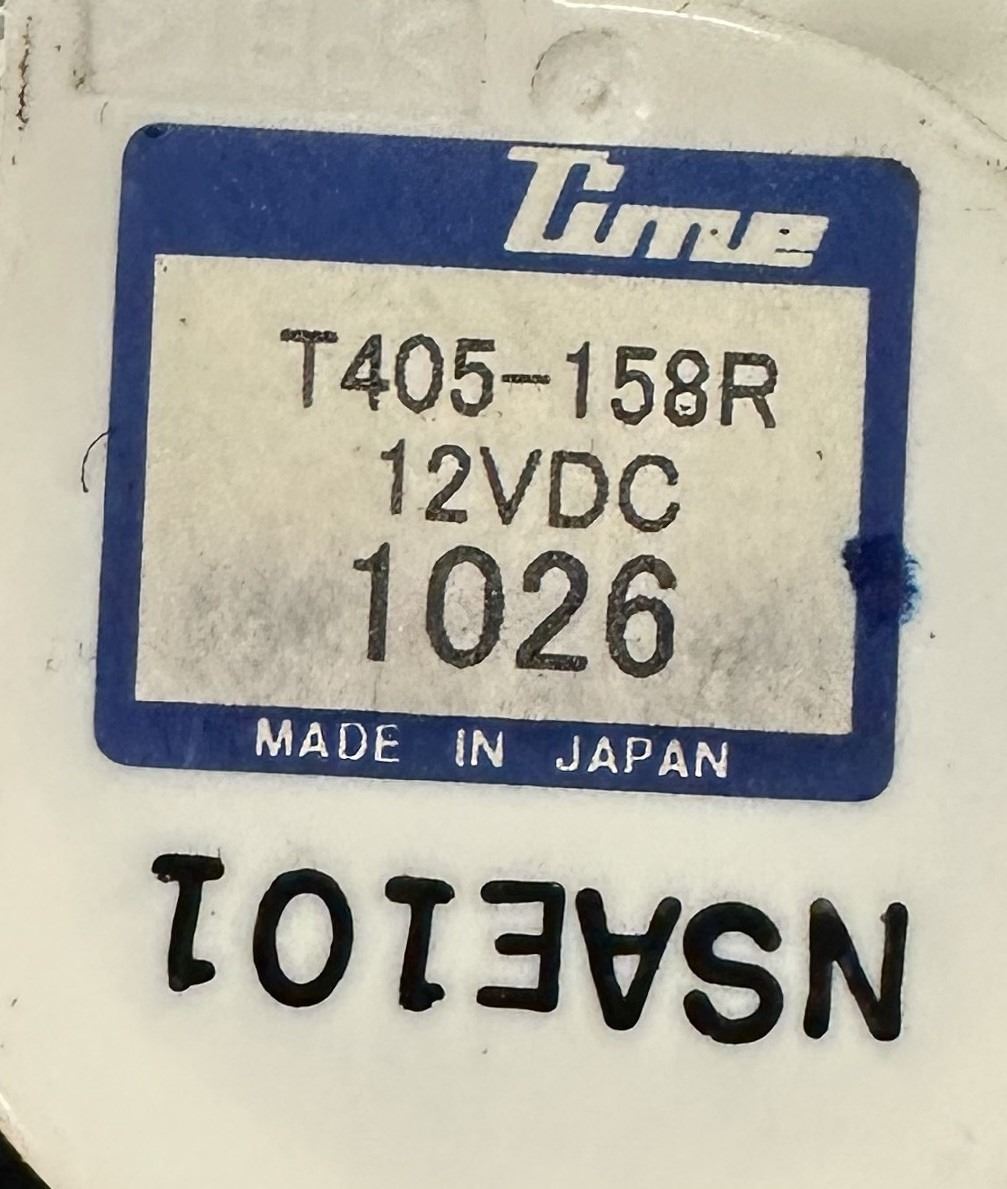 Time
T405-158R
12VDC
1026
MADE IN JAPAN
NSAE101